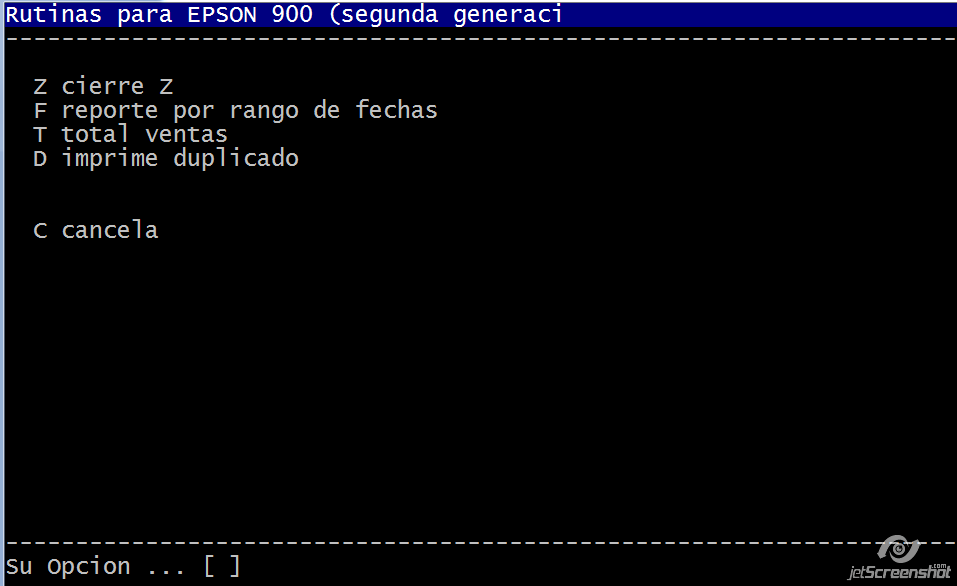 Rutinas para EPSON 900 (segunda generaci
Z cierre Z
F reporte por rango de fechas
T total ventas
D imprime duplicado
C cancela
Su Opcion ... [ ]
jetScreenshot.com